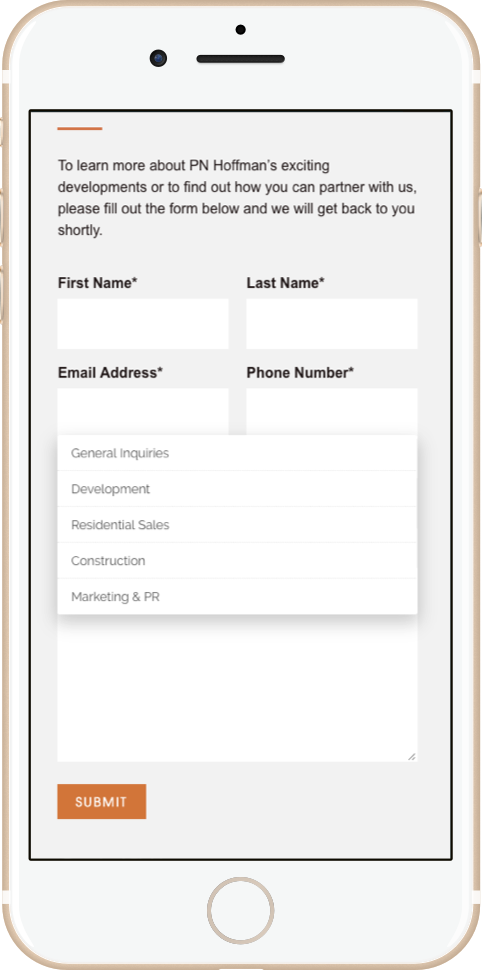 To learn more about PN Hoffman's exciting
developments or to find out how you can partner with us,
please fill out the form below and we will get back to you
shortly.
First Name* Last Name*
Email Address* Phone Number*
General Inquiries
Development
Residential Sales
Construction
Marketing & PR
SUBMIT